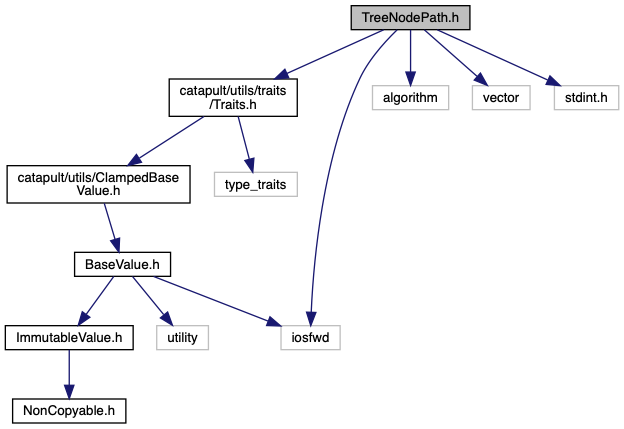 TreeNodePath.h
catapult/utils/traits
/Traits.h
algorithm
vector
stdint.h
catapult/utils/ClampedBase
Value.h
type_traits
BaseValue.h
ImmutableValue.h
utility
iosfwd
NonCopyable.h